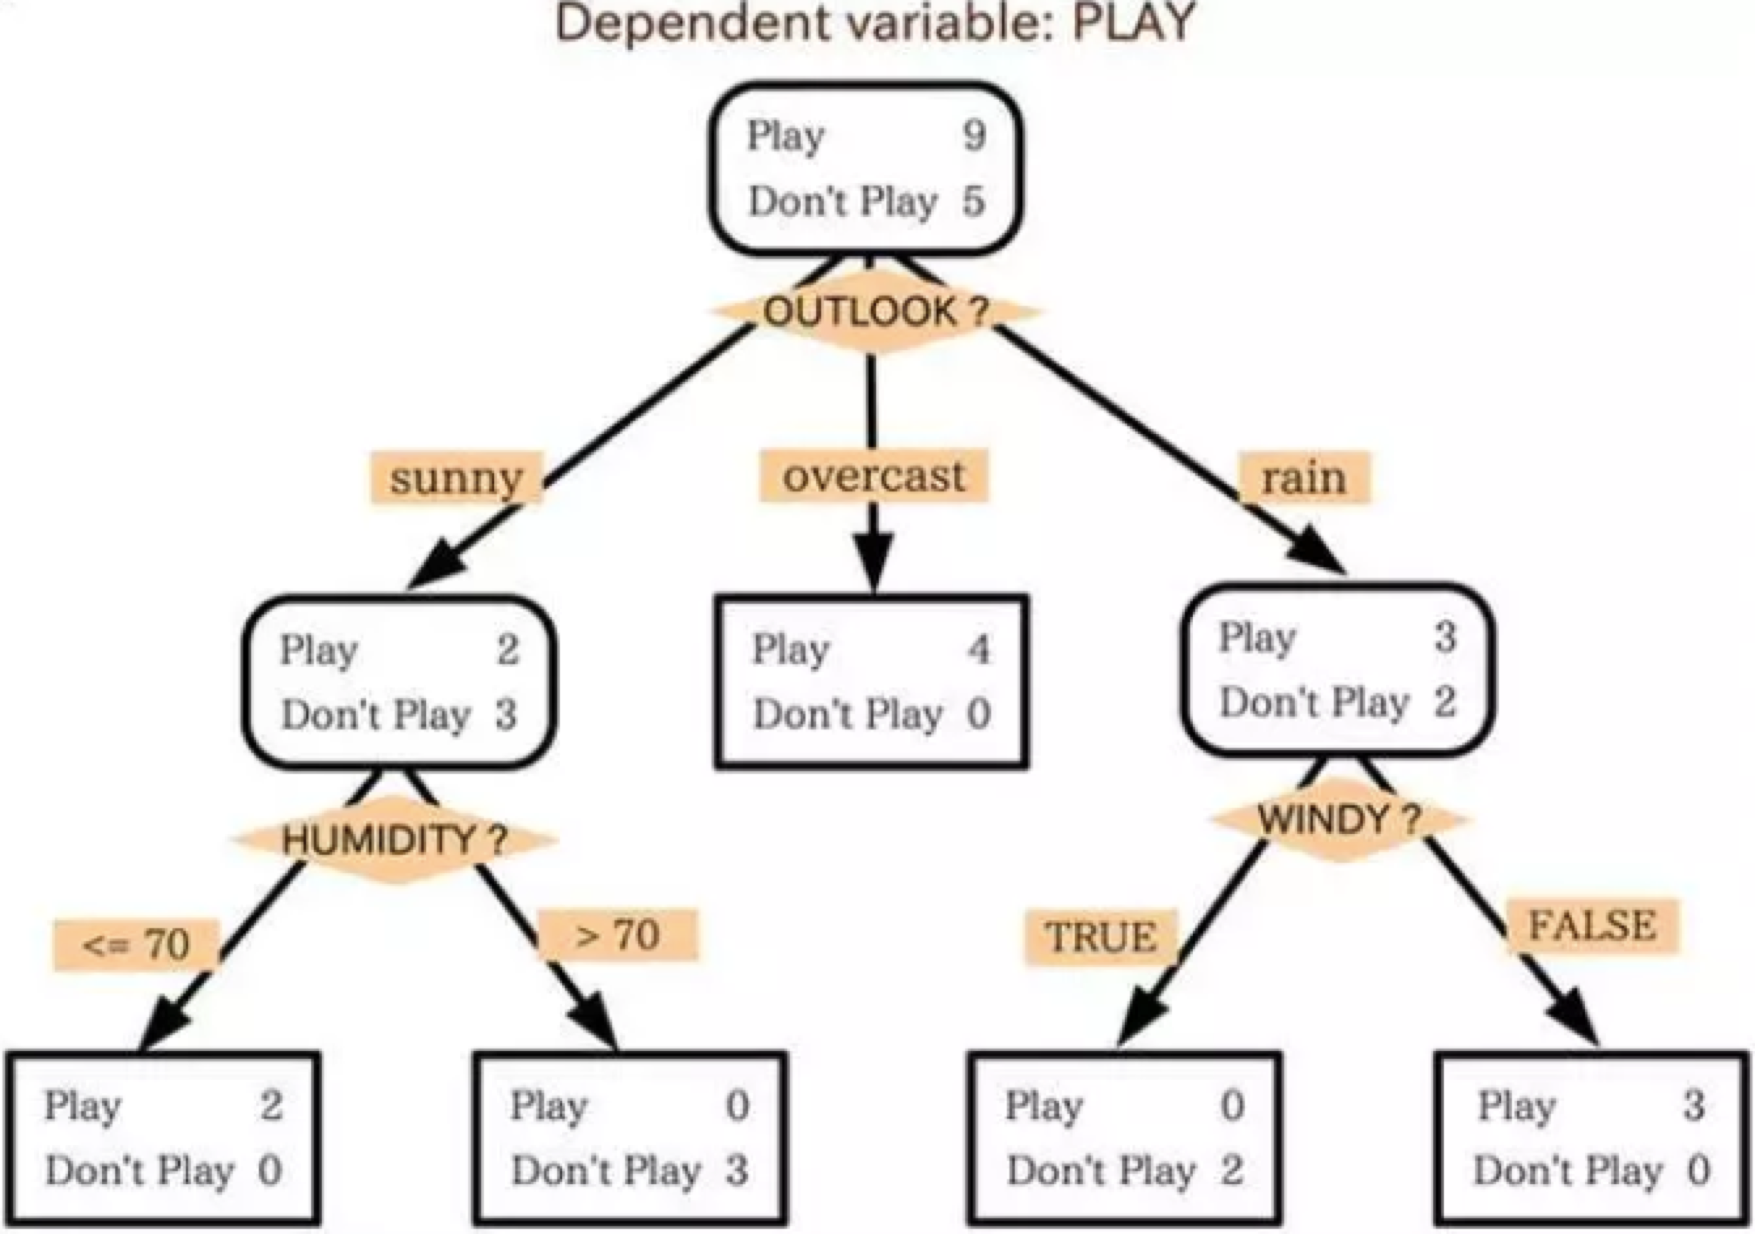 Dependent variable: PLAY
Play 9
Don't Play 5
OUTLOOK ?
sunny
overcast
rain
Play 2
Don't Play 3
Play 4
Don't Play 0
Play 3
Don't Play 2
HUMIDITY ?
WINDY ?
<= 70
> 70
TRUE
FALSE
Play 2
Don't Play 0
Play 0
Don't Play 3
Play 0
Don't Play 2
Play 3
Don't Play 0